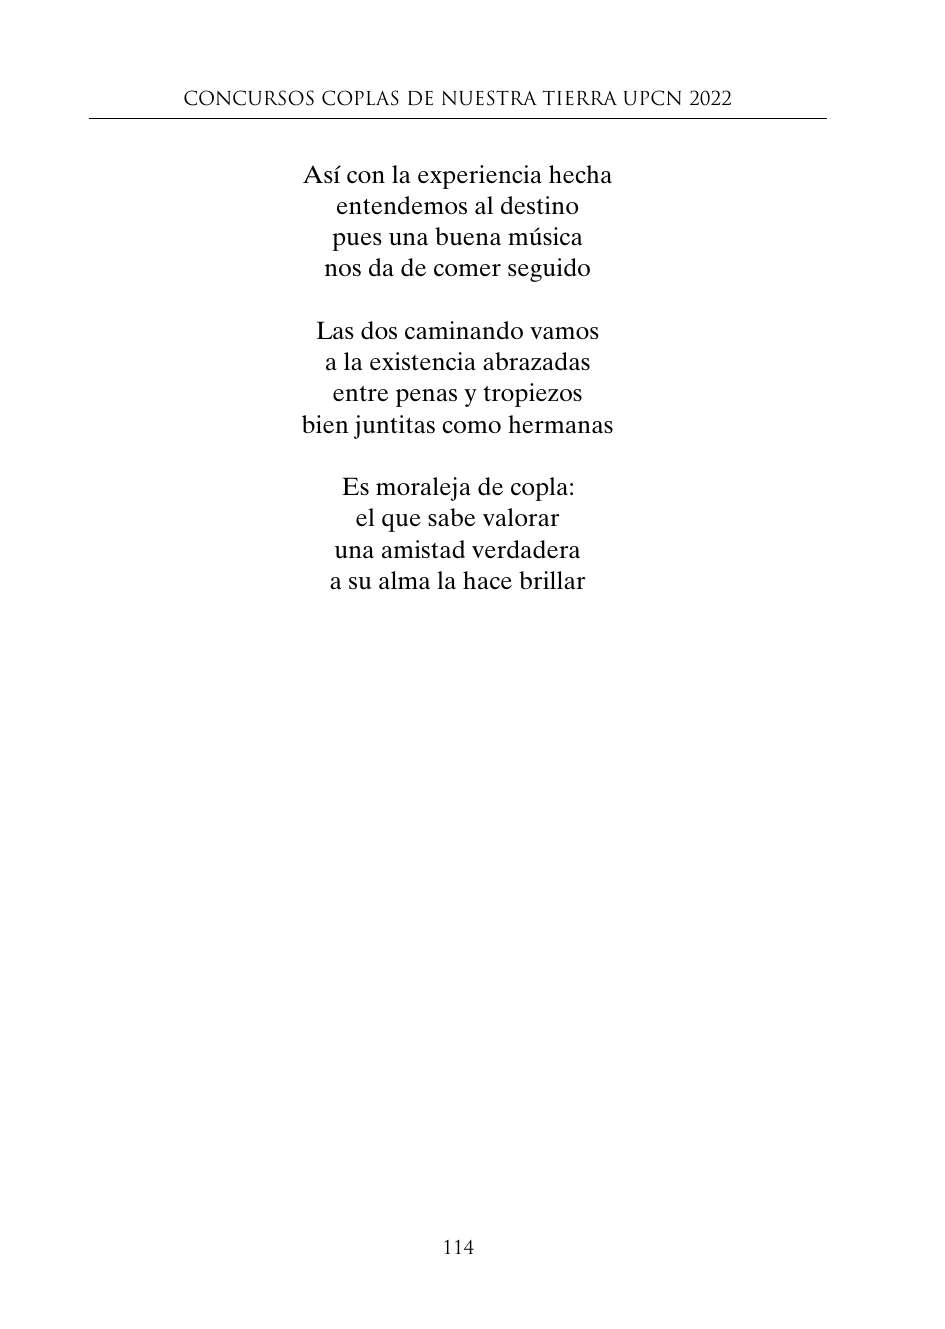 CONCURSOS COPLAS DE NUESTRA TIERRA UPCN 2022
Así con la experiencia hecha
entendemos al destino
pues una buena música
nos da de comer seguido
Las dos caminando vamos
a la existencia abrazadas
entre penas y tropiezos
bien juntitas como hermanas
Es moraleja de copla:
el que sabe valorar
una amistad verdadera
a su alma la hace brillar
114